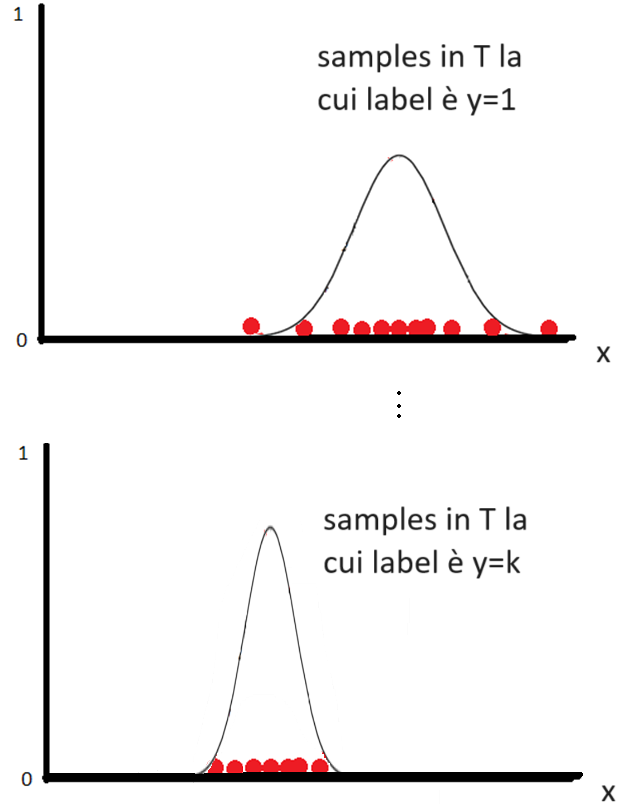 1
samples in T la
cui label è y=1
0
x
⋮
1
samples in T la
cui label è y=k
0
x